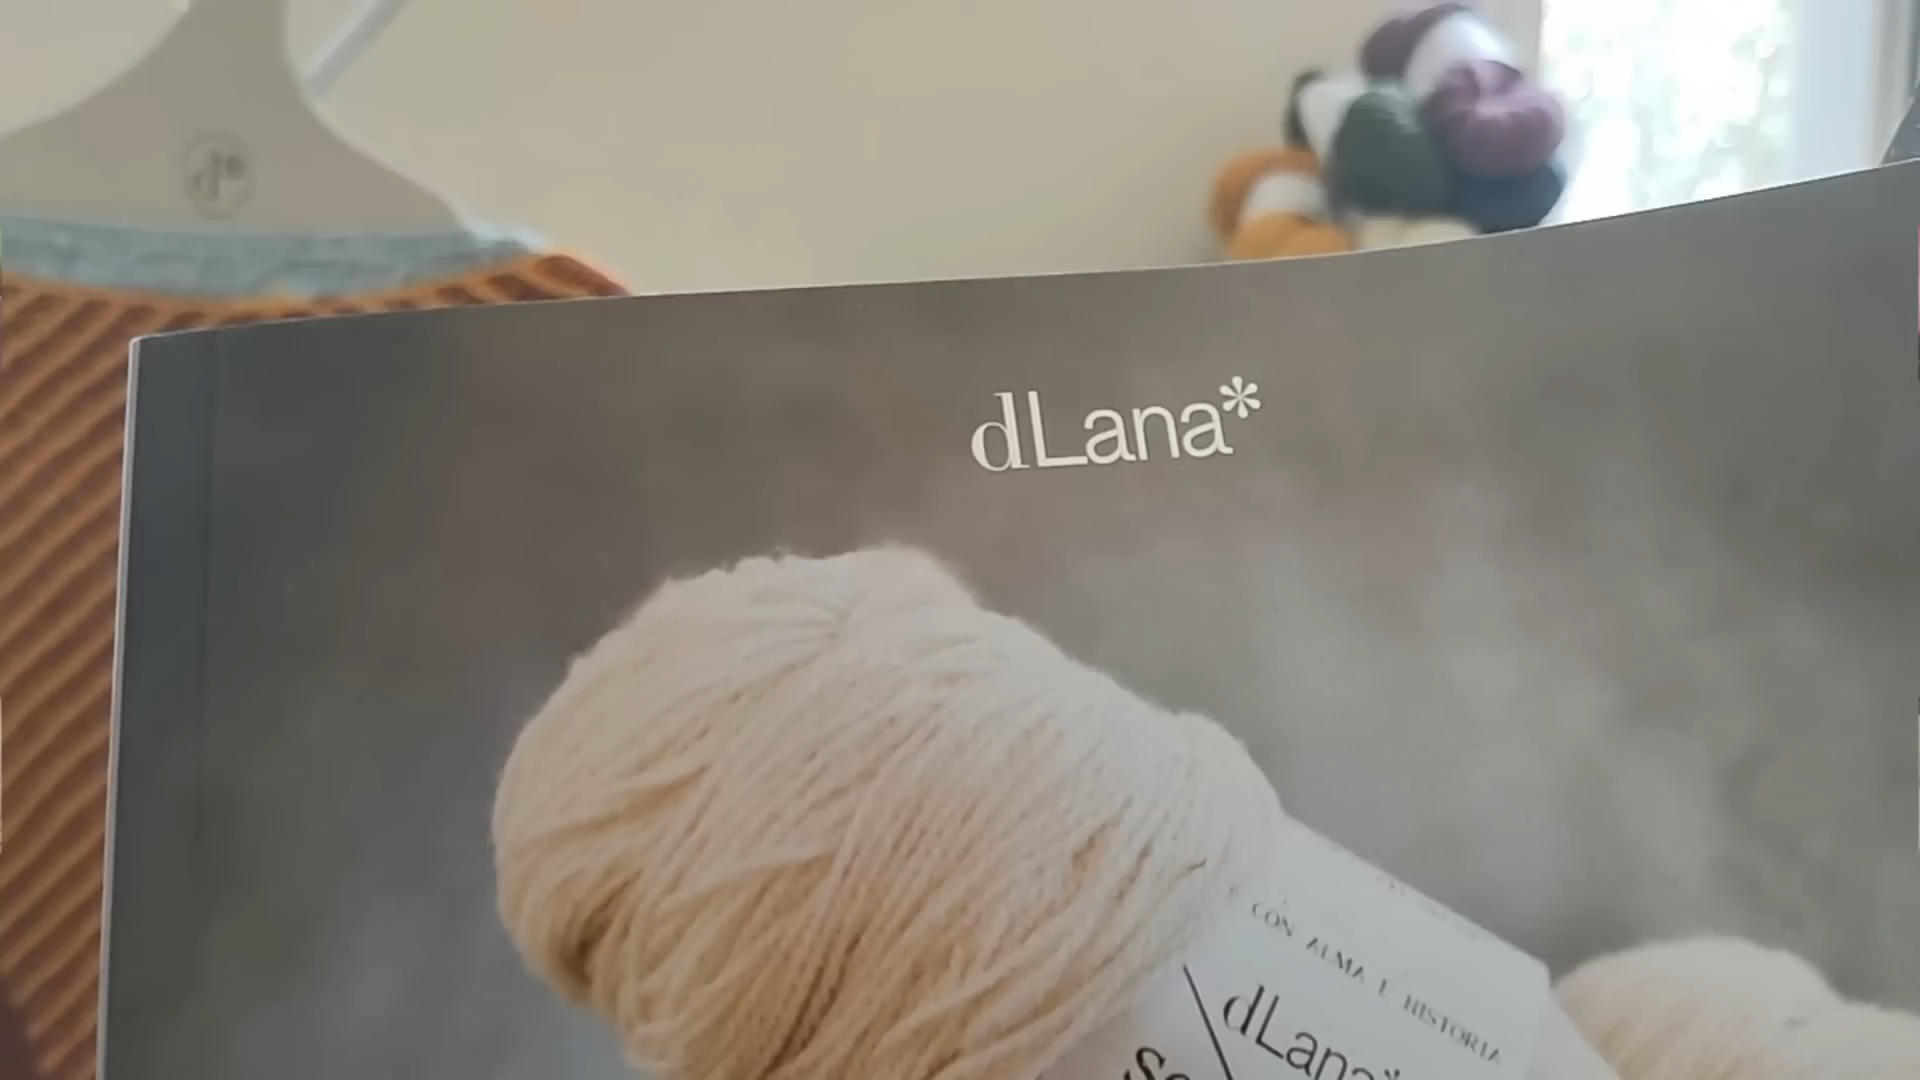 d*
dLana*
CON ALMA E HISTORIA
dLana*